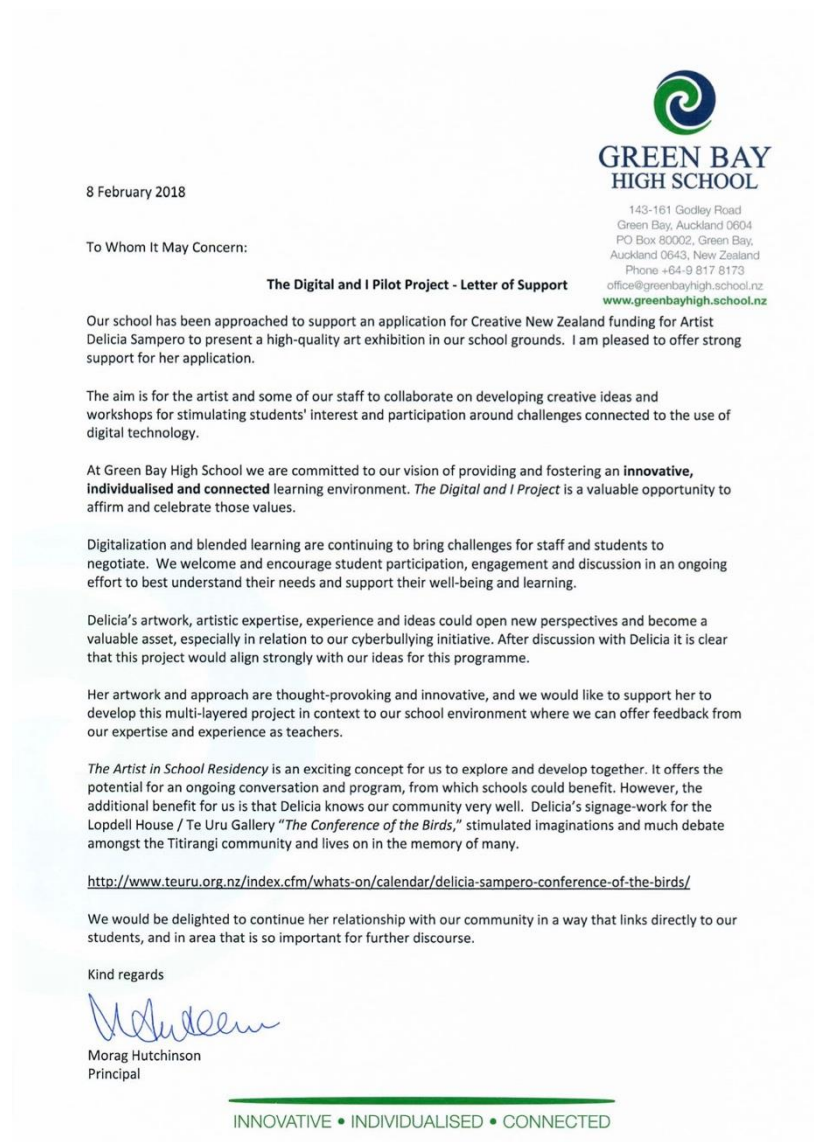 GREEN BAY
HIGH SCHOOL
143-161 Godley Road
Green Bay, Auckland 0604
PO Box 80002, Green Bay,
Auckland 0643, New Zealand
Phone +64-9 817 8173
office@greenbayhigh.school.nz
www.greenbayhigh.school.nz
8 February 2018
To Whom It May Concern:
The Digital and I Pilot Project - Letter of Support
Our school has been approached to support an application for Creative New Zealand funding for Artist
Delicia Sampero to present a high-quality art exhibition in our school grounds.  I am pleased to offer strong
support for her application.
The aim is for the artist and some of our staff to collaborate on developing creative ideas and
workshops for stimulating students' interest and participation around challenges connected to the use of
digital technology.
At Green Bay High School we are committed to our vision of providing and fostering an innovative,
individualised and connected learning environment. The Digital and I Project is a valuable opportunity to
affirm and celebrate those values.
Digitalization and blended learning are continuing to bring challenges for staff and students to
negotiate.  We welcome and encourage student participation, engagement and discussion in an ongoing
effort to best understand their needs and support their well-being and learning.
Delicia's artwork, artistic expertise, experience and ideas could open new perspectives and become a
valuable asset, especially in relation to our cyberbullying initiative. After discussion with Delicia it is clear
that this project would align strongly with our ideas for this programme.
Her artwork and approach are thought-provoking and innovative, and we would like to support her to
develop this multi-layered project in context to our school environment where we can offer feedback from
our expertise and experience as teachers.
The Artist in School Residency is an exciting concept for us to explore and develop together. It offers the
potential for an ongoing conversation and program, from which schools could benefit. However, the
additional benefit for us is that Delicia knows our community very well.  Delicia's signage-work for the
Lopdell House / Te Uru Gallery "The Conference of the Birds," stimulated imaginations and much debate
amongst the Titirangi community and lives on in the memory of many.
http://www.teuru.org.nz/index.cfm/whats-on/calendar/delicia-sampero-conference-of-the-birds/
We would be delighted to continue her relationship with our community in a way that links directly to our
students, and in area that is so important for further discourse.
Kind regards
Morag Hutchinson
Principal
INNOVATIVE • INDIVIDUALISED • CONNECTED